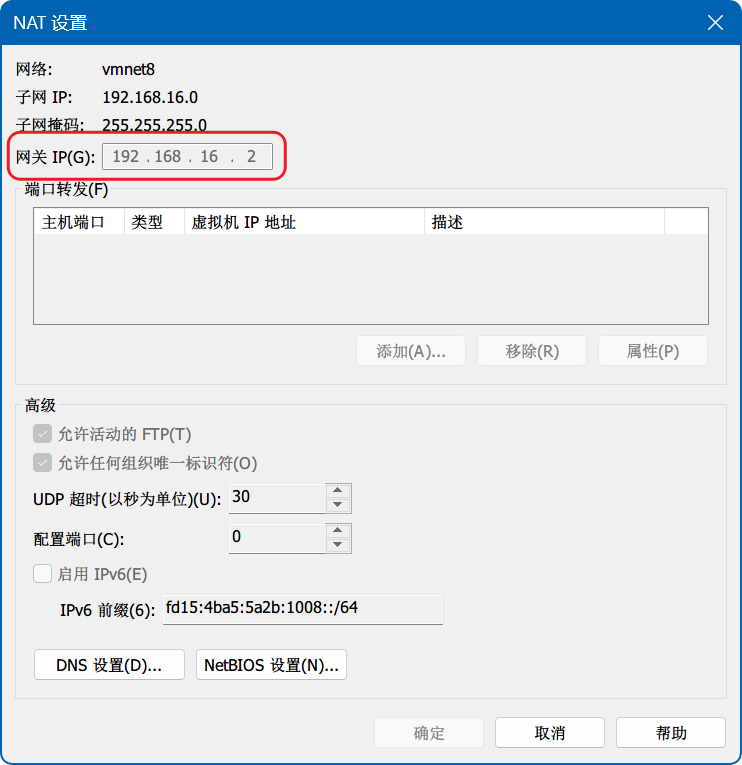 NAT 设置
网络: vmnet8
子网 IP: 192.168.16.0
子网掩码: 255.255.255.0
网关 IP(G): 192 . 168 . 16 . 2
端口转发(F)
主机端口 类型 虚拟机 IP 地址 描述
添加(A)... 移除(R) 属性(P)
高级
允许活动的 FTP(T)
允许任何组织唯一标识符(O)
UDP 超时(以秒为单位)(U): 30
配置端口(C): 0
启用 IPv6(E)
IPv6 前缀(6): fd15:4ba5:5a2b:1008::/64
DNS 设置(D)... NetBIOS 设置(N)...
确定 取消 帮助